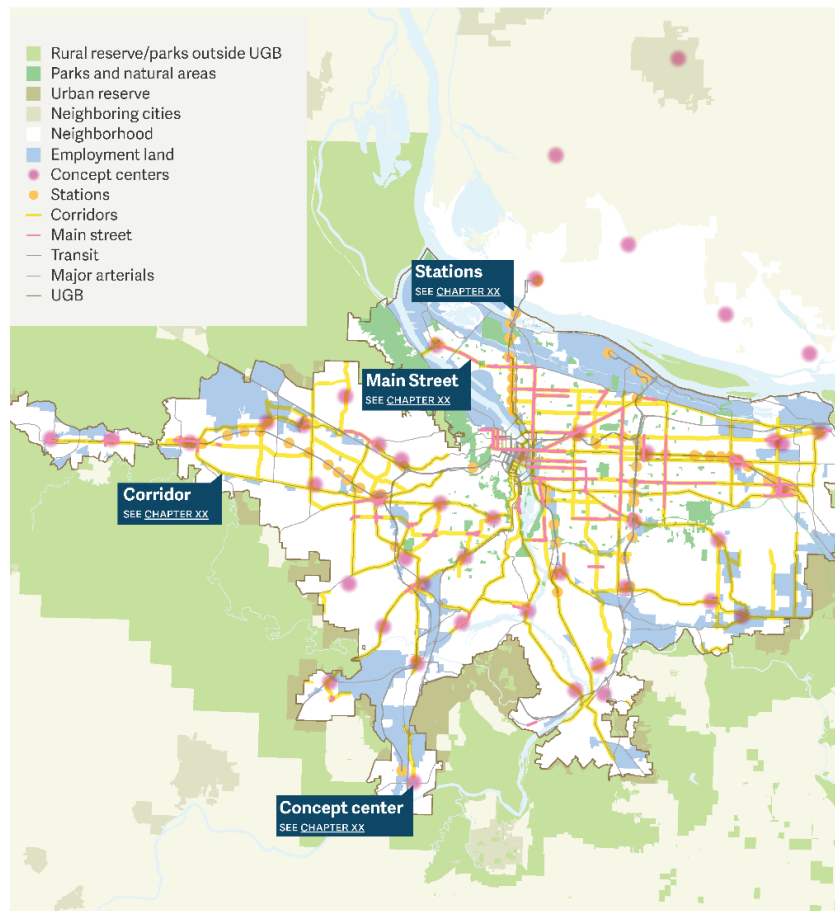 Rural reserve/parks outside UGB
Parks and natural areas
Urban reserve
Neighboring cities
Neighborhood
Employment land
Concept centers
Stations
Corridors
Main street
Transit
Major arterials
UGB
Stations
SEE CHAPTER XX
Main Street
SEE CHAPTER XX
Corridor
SEE CHAPTER XX
Concept center
SEE CHAPTER XX